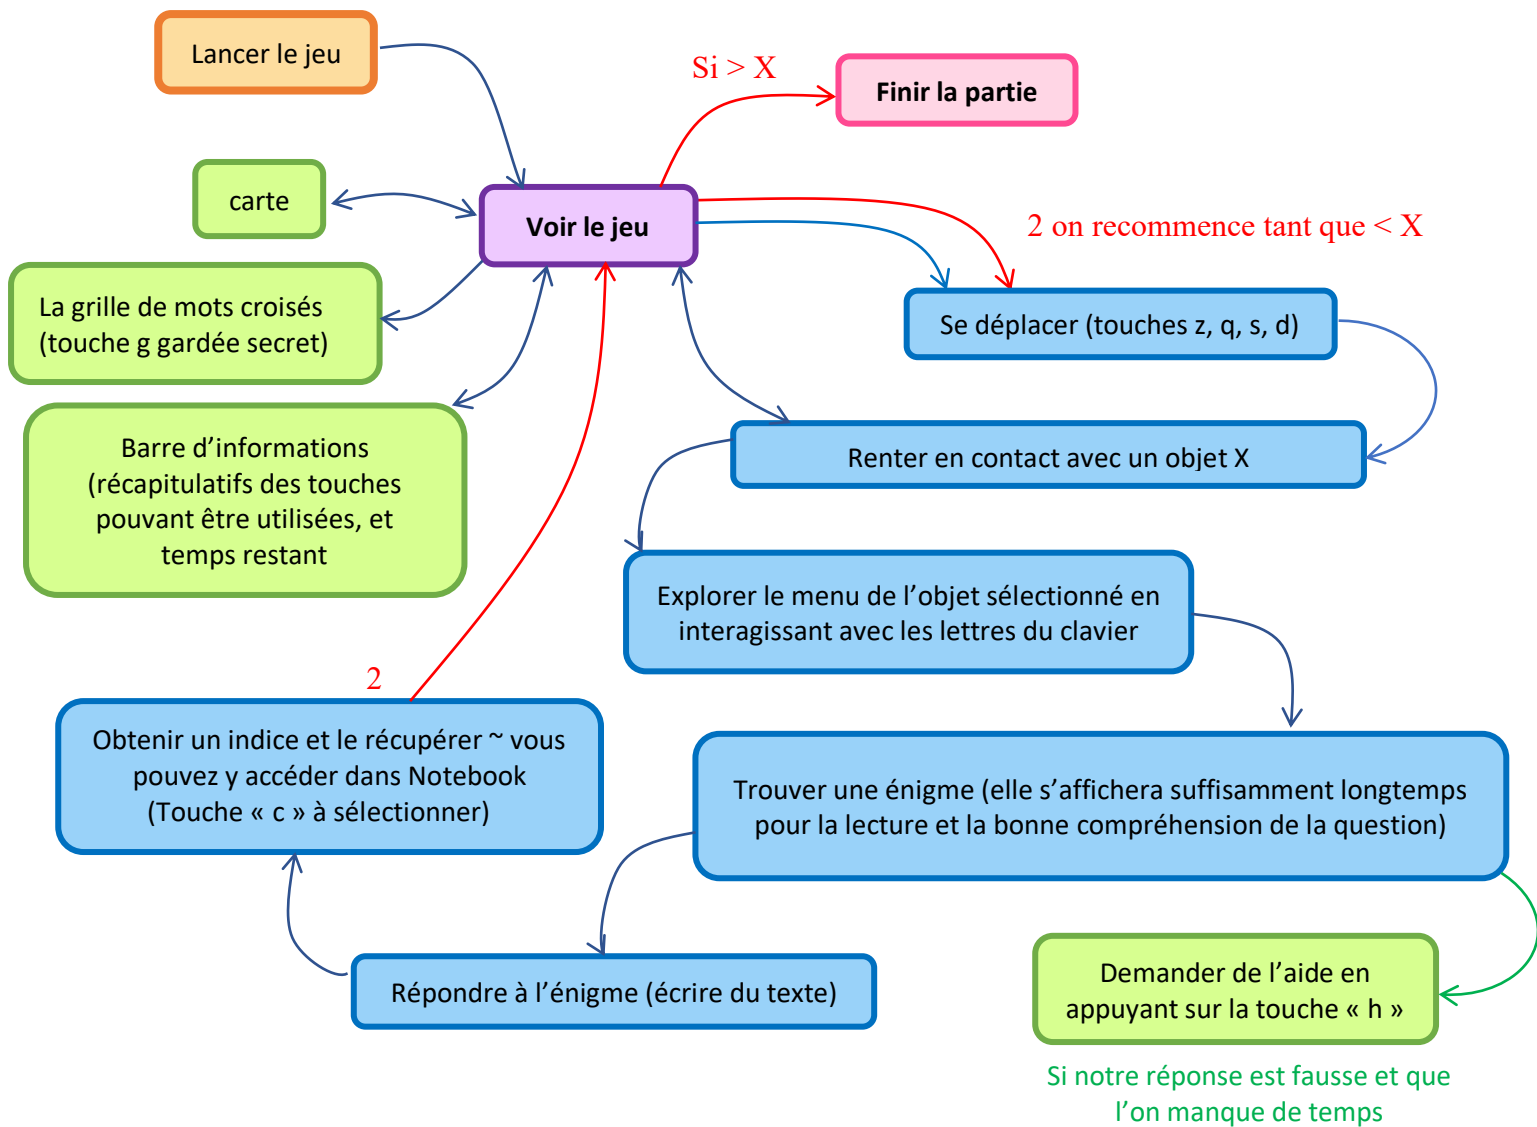 Lancer le jeu
Si > X
Finir la partie
carte
Voir le jeu
2 on recommence tant que < X
La grille de mots croisés
(touche g gardée secret)
Se déplacer (touches z, q, s, d)
Barre d’informations
(récapitulatifs des touches
pouvant être utilisées, et
temps restant
Renter en contact avec un objet X
Explorer le menu de l’objet sélectionné en
interagissant avec les lettres du clavier
2
Obtenir un indice et le récupérer ~ vous
pouvez y accéder dans Notebook
(Touche « c » à sélectionner)
Trouver une énigme (elle s’affichera suffisamment longtemps
pour la lecture et la bonne compréhension de la question)
Répondre à l’énigme (écrire du texte)
Demander de l’aide en
appuyant sur la touche « h »
Si notre réponse est fausse et que
l’on manque de temps